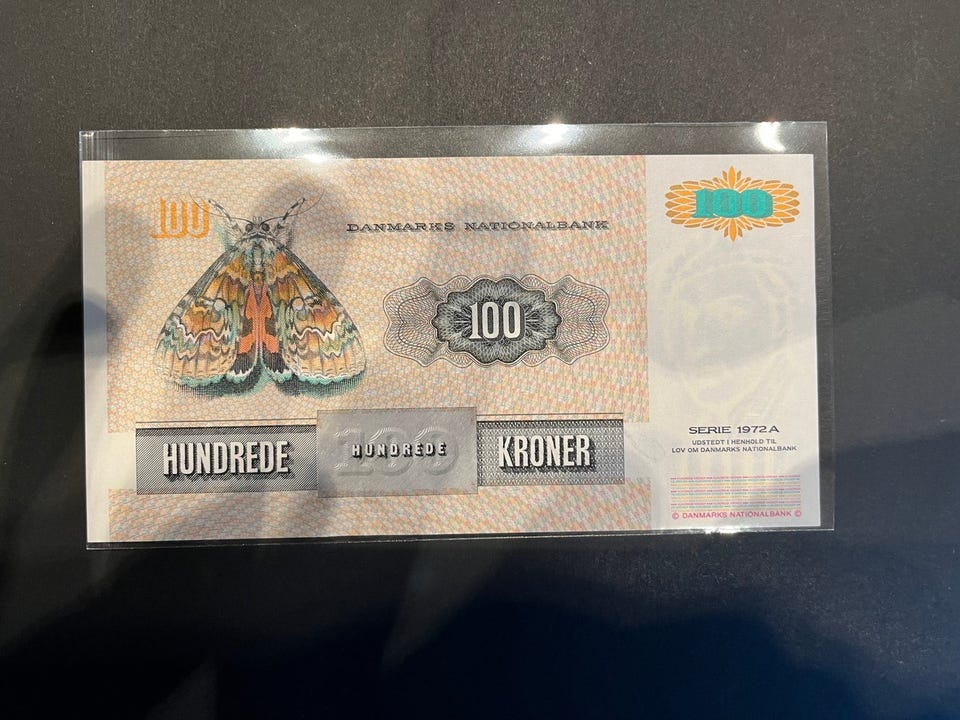 100
100
DANMARKS NATIONALBANK
100
HUNDREDE
100
HUNDREDE
KRONER
SERIE 1972A
UDSTEDT I HENHOLD TIL
LOV OM DANMARKS NATIONALBANK
© DANMARKS NATIONALBANK ©